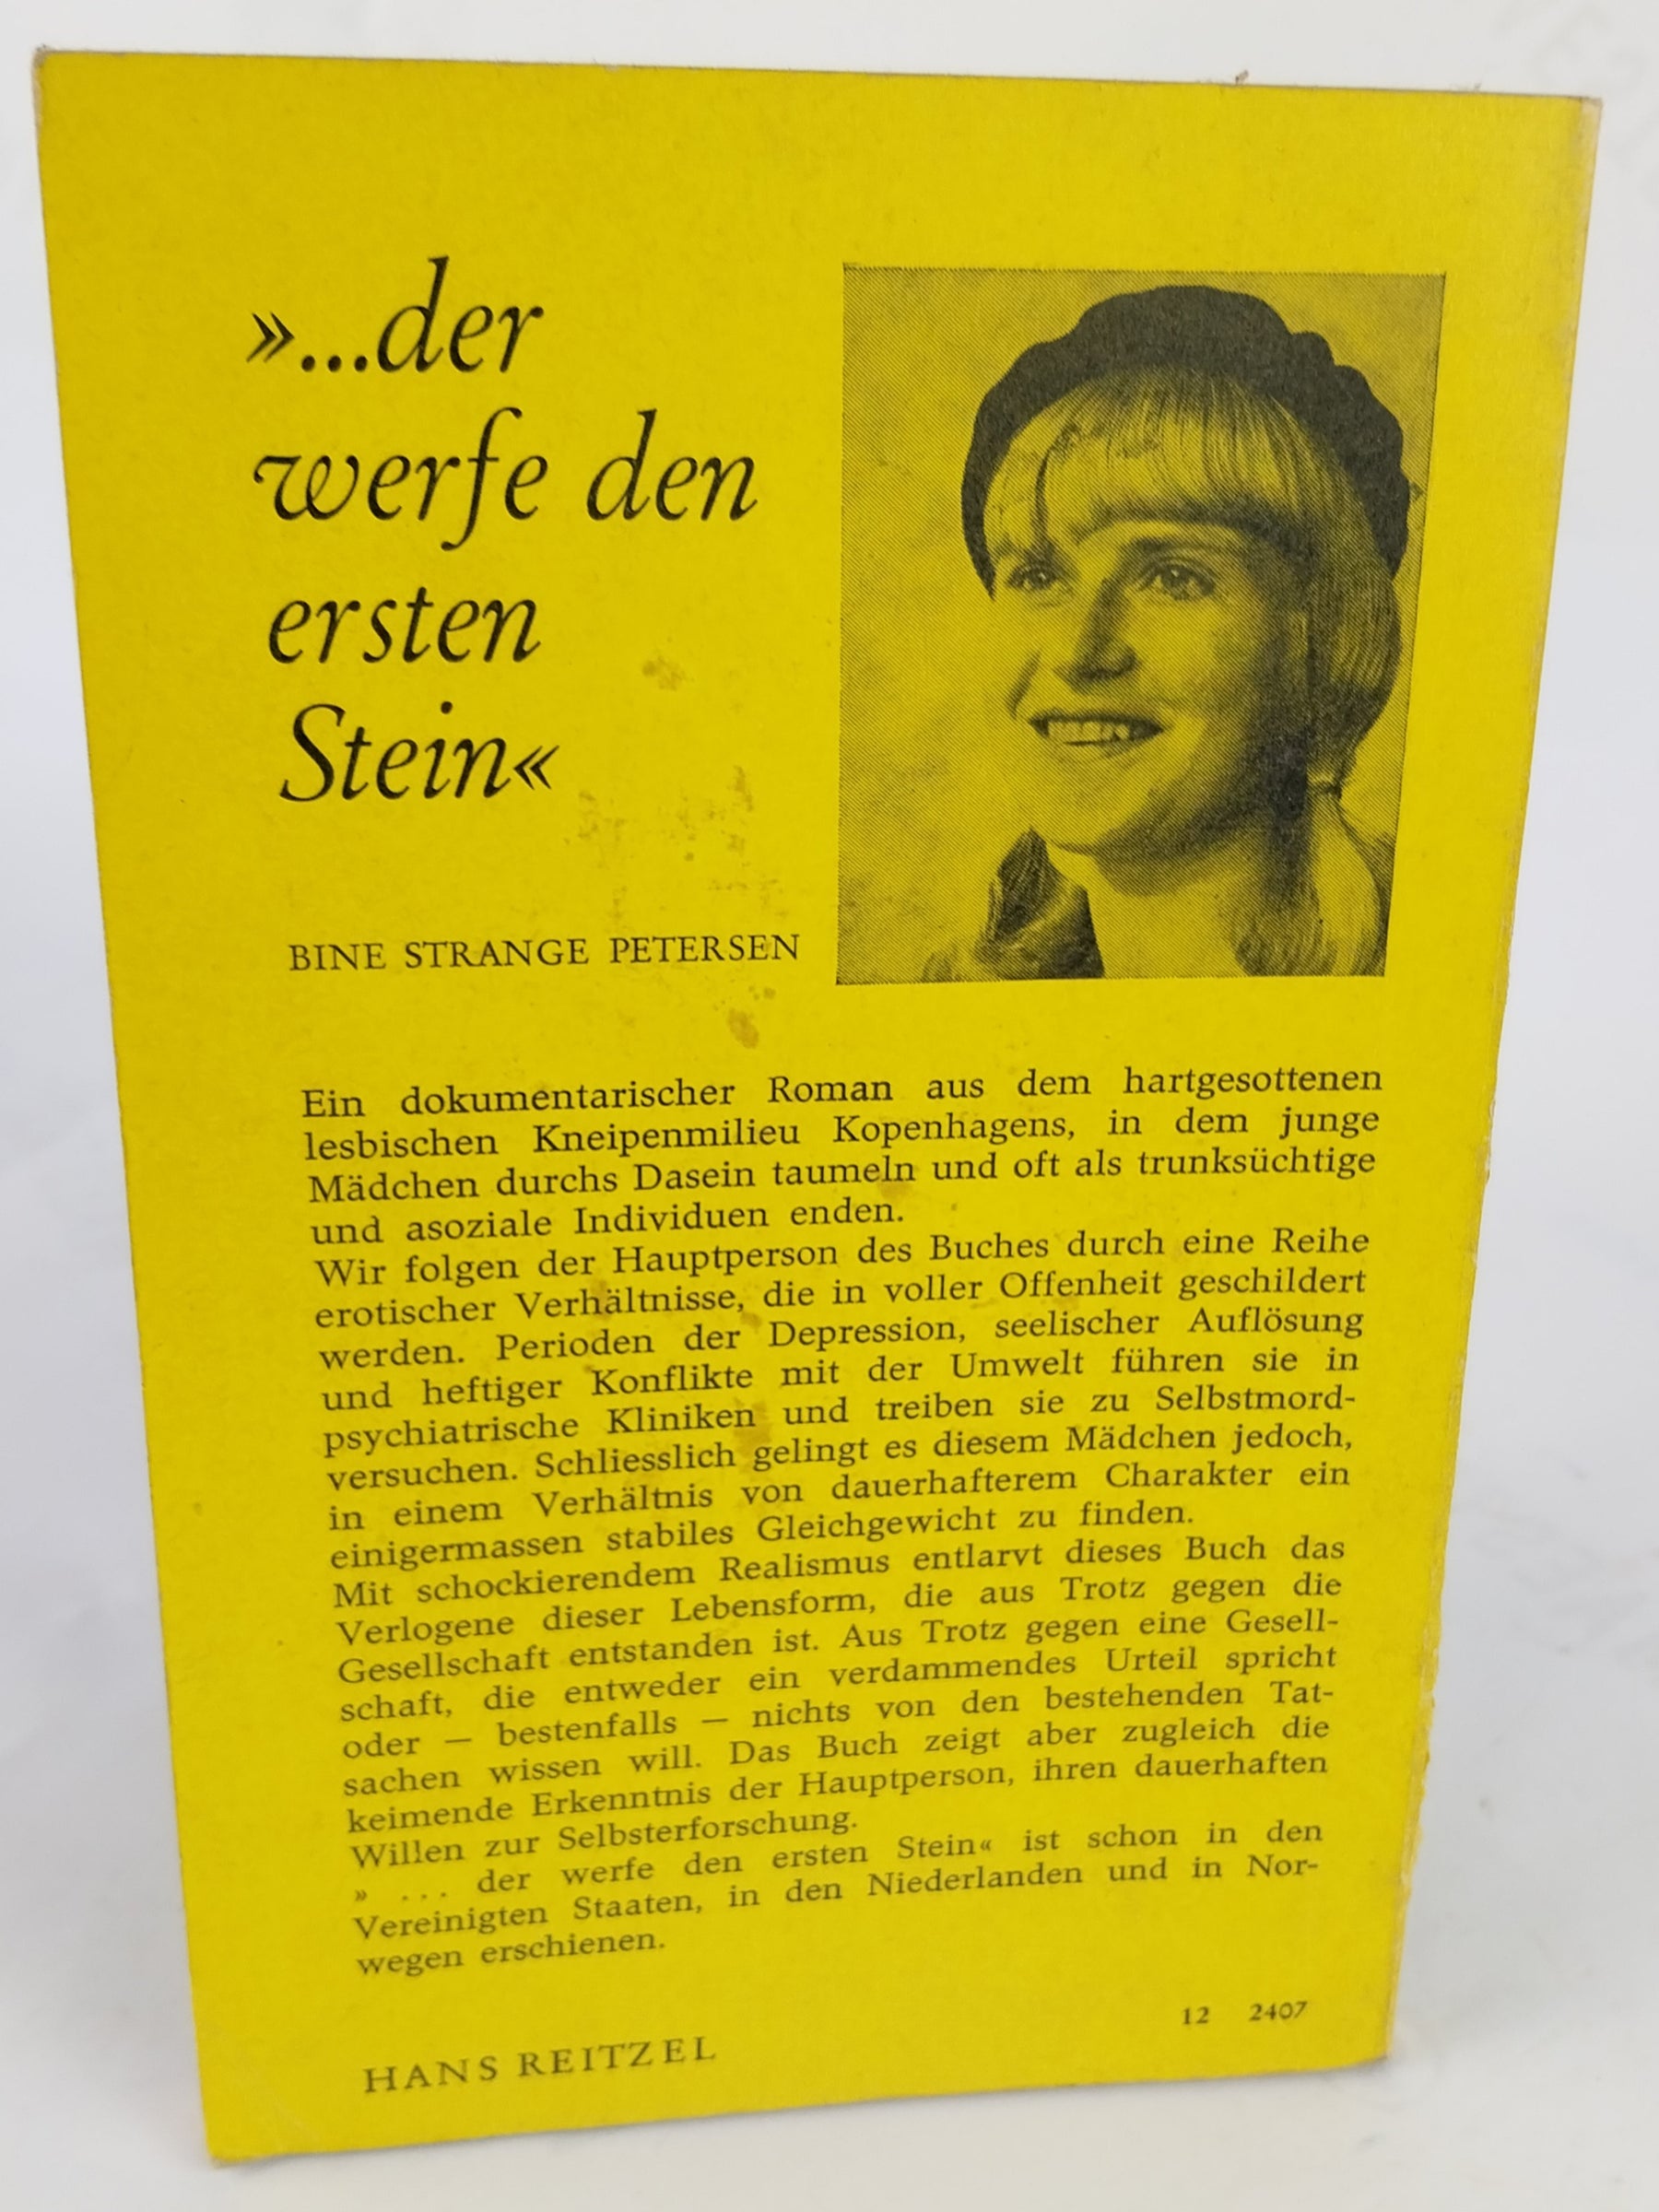 »...der
werfe den
ersten
Stein«
BINE STRANGE PETERSEN
Ein dokumentarischer Roman aus dem hartgesottenen
lesbischen Kneipenmilieu Kopenhagens, in dem junge
Mädchen durchs Dasein taumeln und oft als trunksüchtige
und asoziale Individuen enden.
Wir folgen der Hauptperson des Buches durch eine Reihe
erotischer Verhältnisse, die in voller Offenheit geschildert
werden. Perioden der Depression, seelischer Auflösung
und heftiger Konflikte mit der Umwelt führen sie in
psychiatrische Kliniken und treiben sie zu Selbstmord-
versuchen. Schliesslich gelingt es diesem Mädchen jedoch,
in einem Verhältnis von dauerhafterem Charakter ein
einigermassen stabiles Gleichgewicht zu finden.
Mit schockierendem Realismus entlarvt dieses Buch das
Verlogene dieser Lebensform, die aus Trotz gegen die
Gesellschaft entstanden ist. Aus Trotz gegen eine Gesell-
schaft, die entweder ein verdammendes Urteil spricht
oder — bestenfalls — nichts von den bestehenden Tat-
sachen wissen will. Das Buch zeigt aber zugleich die
keimende Erkenntnis der Hauptperson, ihren dauerhaften
Willen zur Selbsterforschung.
» ... der werfe den ersten Stein« ist schon in den
Vereinigten Staaten, in den Niederlanden und in Nor-
wegen erschienen.
12 2407
HANS REITZEL